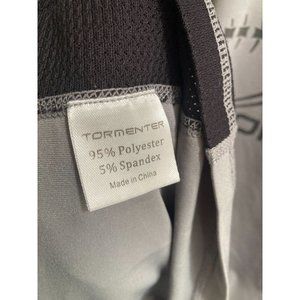 TORMENTER
95% Polyester
5% Spandex
Made in China